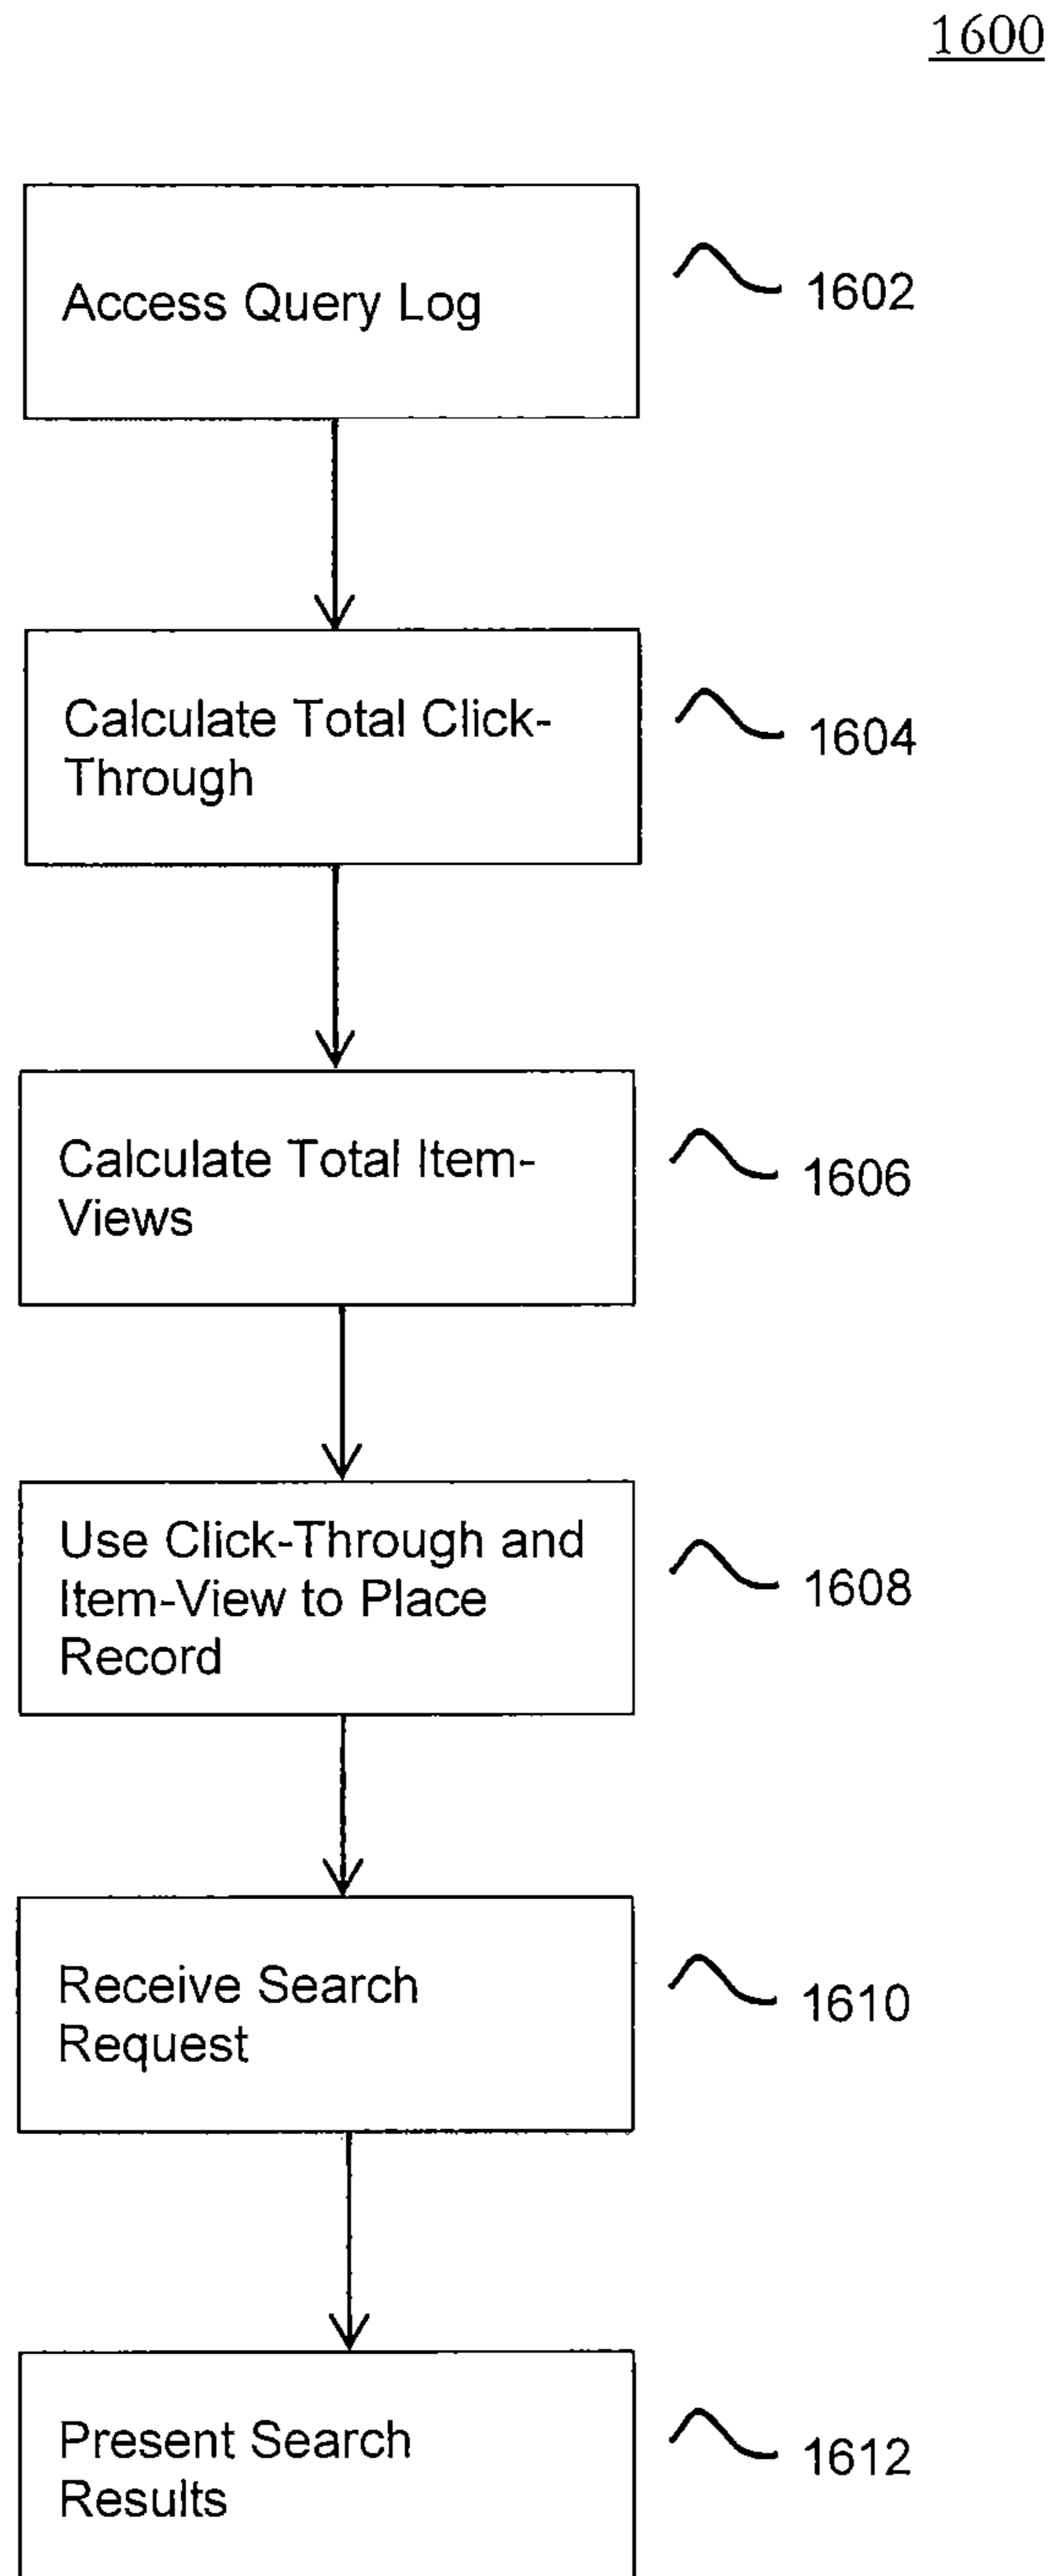 1600
Access Query Log
1602
Calculate Total Click-
Through
1604
Calculate Total Item-
Views
1606
Use Click-Through and
Item-View to Place
Record
1608
Receive Search
Request
1610
Present Search
Results
1612